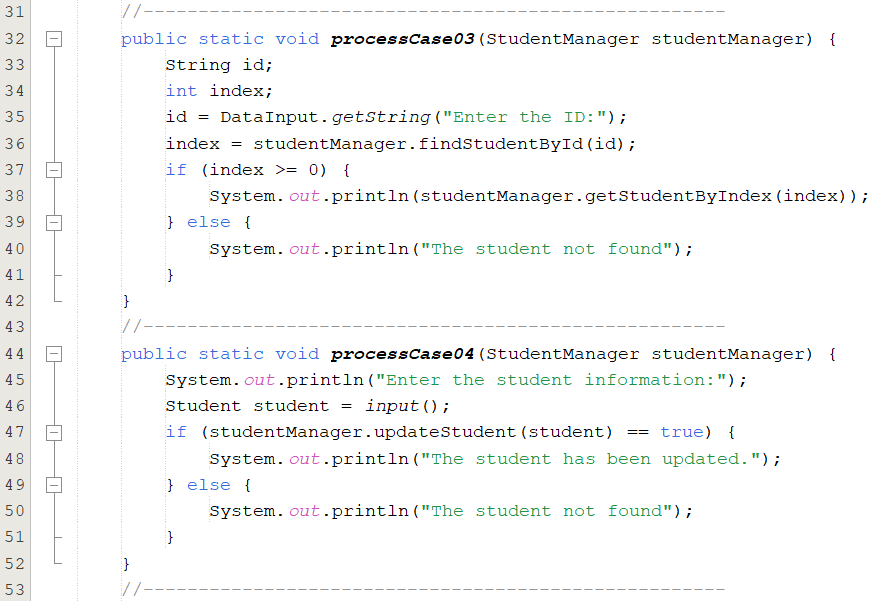 31 //-----------------------------------------------------
32 public static void processCase03(StudentManager studentManager) {
33 String id;
34 int index;
35 id = DataInput.getString("Enter the ID:");
36 index = studentManager.findStudentById(id);
37 if (index >= 0) {
38 System.out.println(studentManager.getStudentByIndex(index));
39 } else {
40 System.out.println("The student not found");
41 }
42 }
43 //-----------------------------------------------------
44 public static void processCase04(StudentManager studentManager) {
45 System.out.println("Enter the student information:");
46 Student student = input();
47 if (studentManager.updateStudent(student) == true) {
48 System.out.println("The student has been updated.");
49 } else {
50 System.out.println("The student not found");
51 }
52 }
53 //-----------------------------------------------------